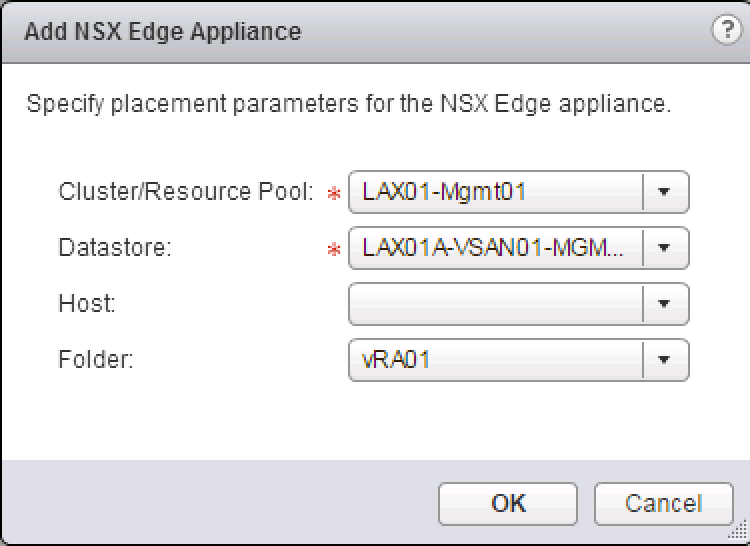 Add NSX Edge Appliance
?
Specify placement parameters for the NSX Edge appliance.
Cluster/Resource Pool: * LAX01-Mgmt01
Datastore: * LAX01A-VSAN01-MGM...
Host:
Folder: vRA01
OK Cancel